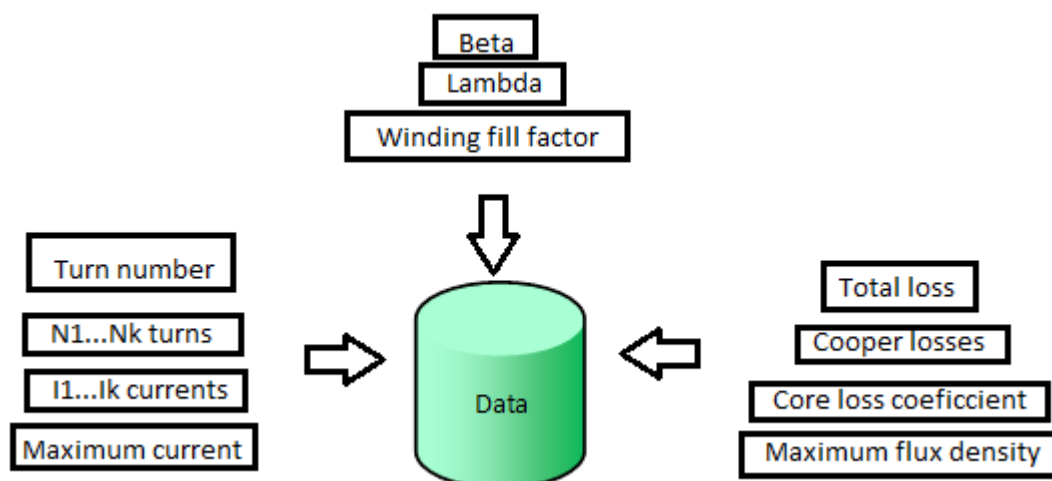 Beta
Lambda
Winding fill factor
Turn number
N1...Nk turns
I1...Ik currents
Maximum current
Data
Total loss
Cooper losses
Core loss coeficcient
Maximum flux density